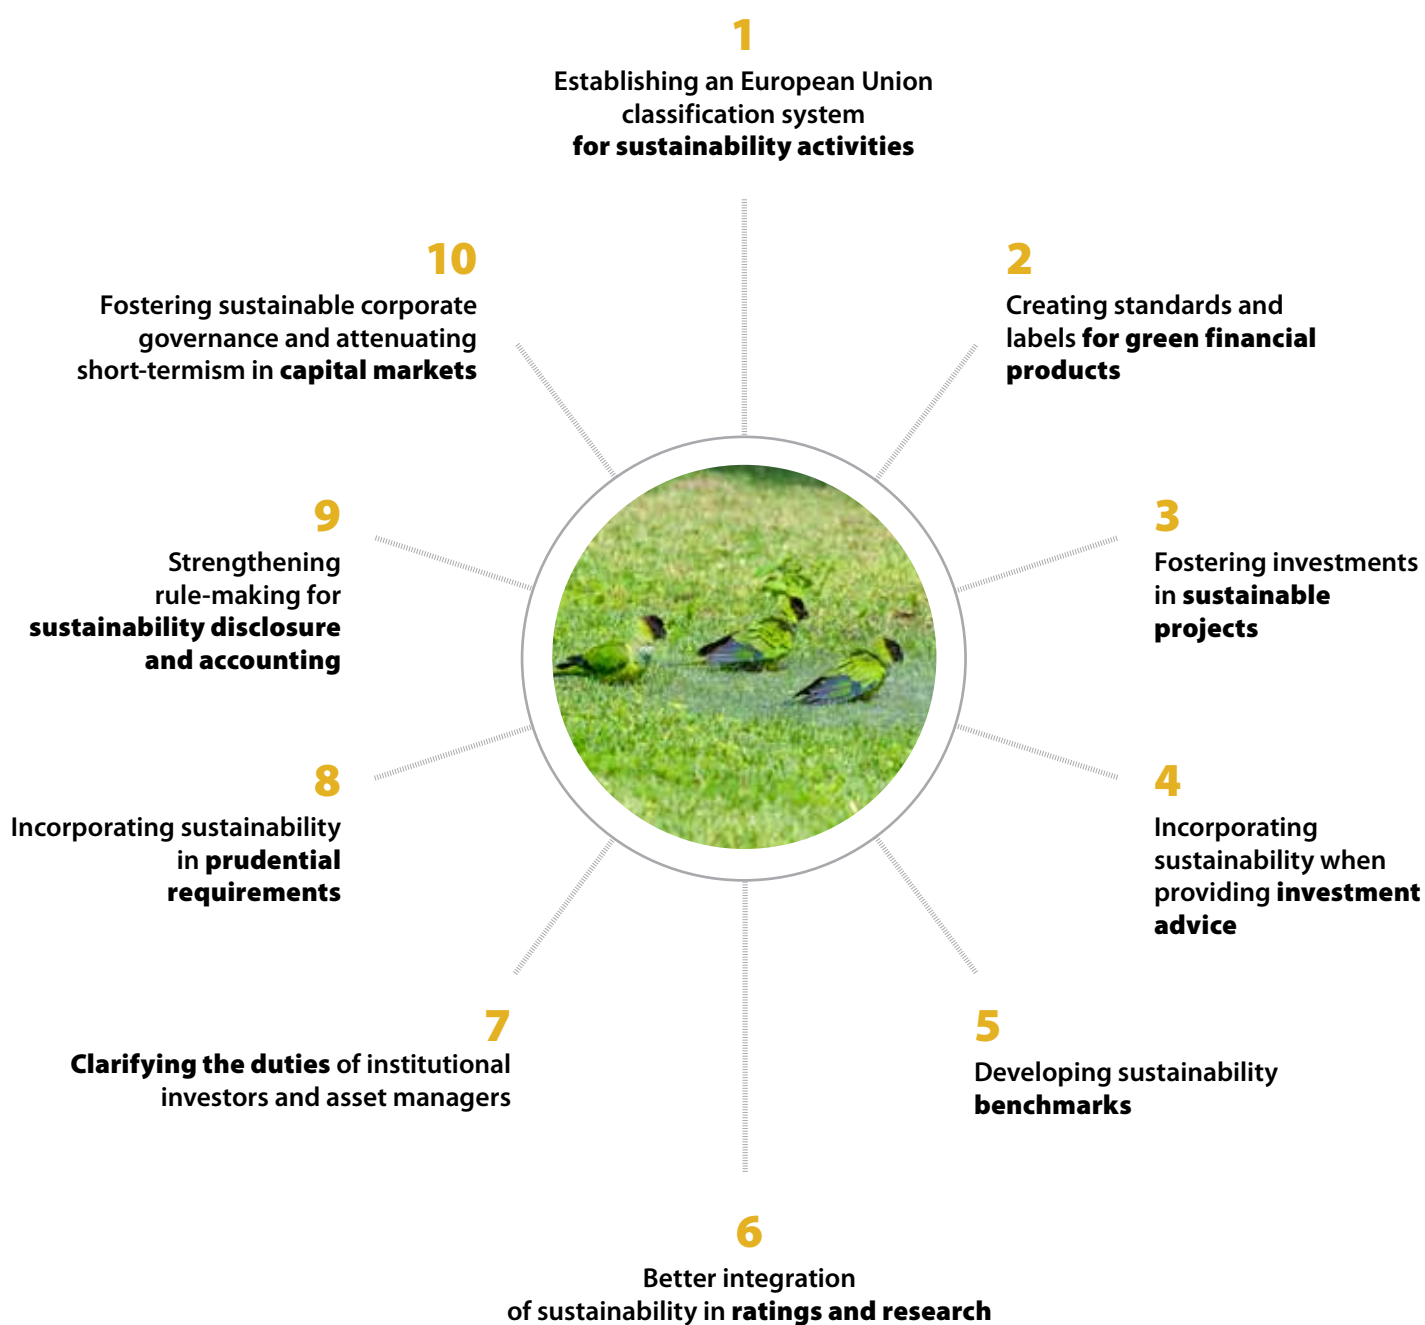 1
Establishing an European Union
classification system
for sustainability activities
2
Creating standards and
labels for green financial
products
3
Fostering investments
in sustainable
projects
4
Incorporating
sustainability when
providing investment
advice
5
Developing sustainability
benchmarks
6
Better integration
of sustainability in ratings and research
7
Clarifying the duties of institutional
investors and asset managers
8
Incorporating sustainability
in prudential
requirements
9
Strengthening
rule-making for
sustainability disclosure
and accounting
10
Fostering sustainable corporate
governance and attenuating
short-termism in capital markets